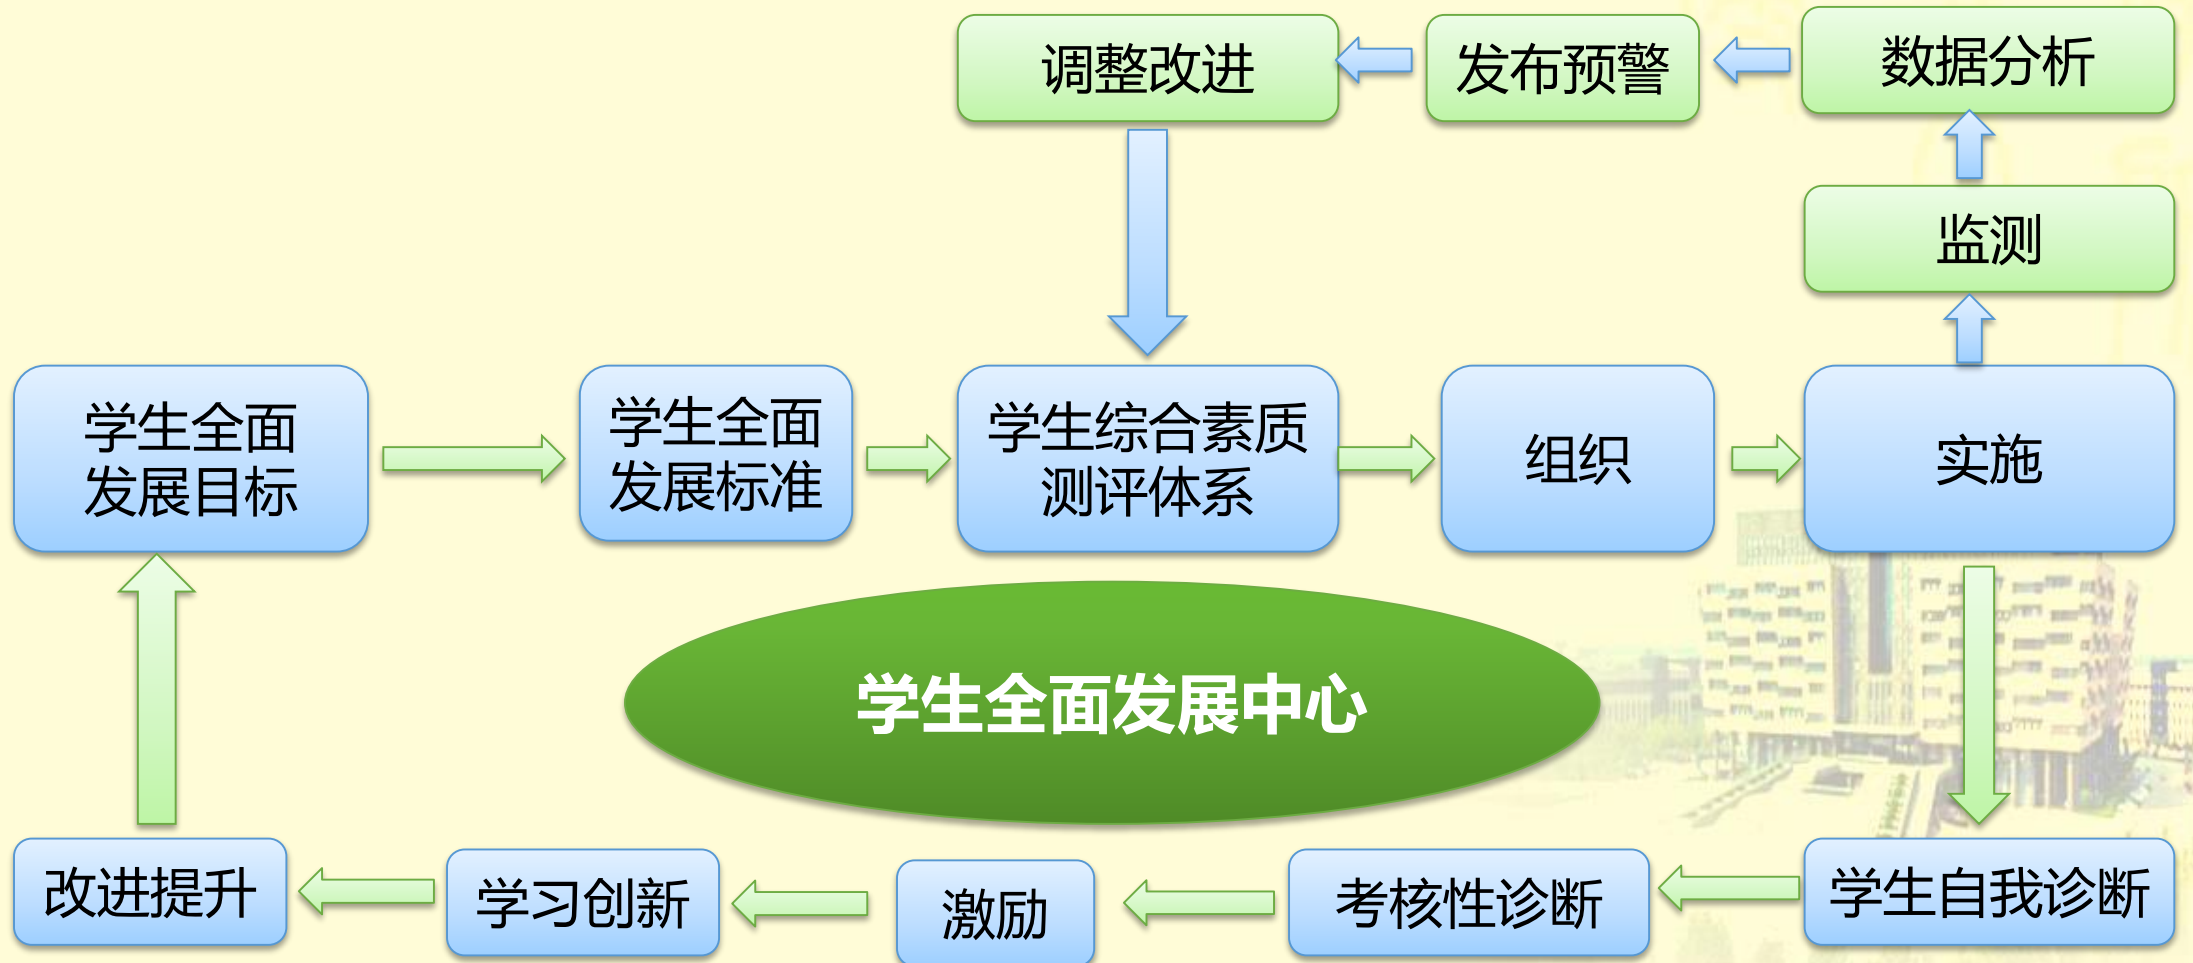 调整改进
发布预警
数据分析
监测
学生全面
发展目标
学生全面
发展标准
学生综合素质
测评体系
组织
实施
学生全面发展中心
改进提升
学习创新
激励
考核性诊断
学生自我诊断